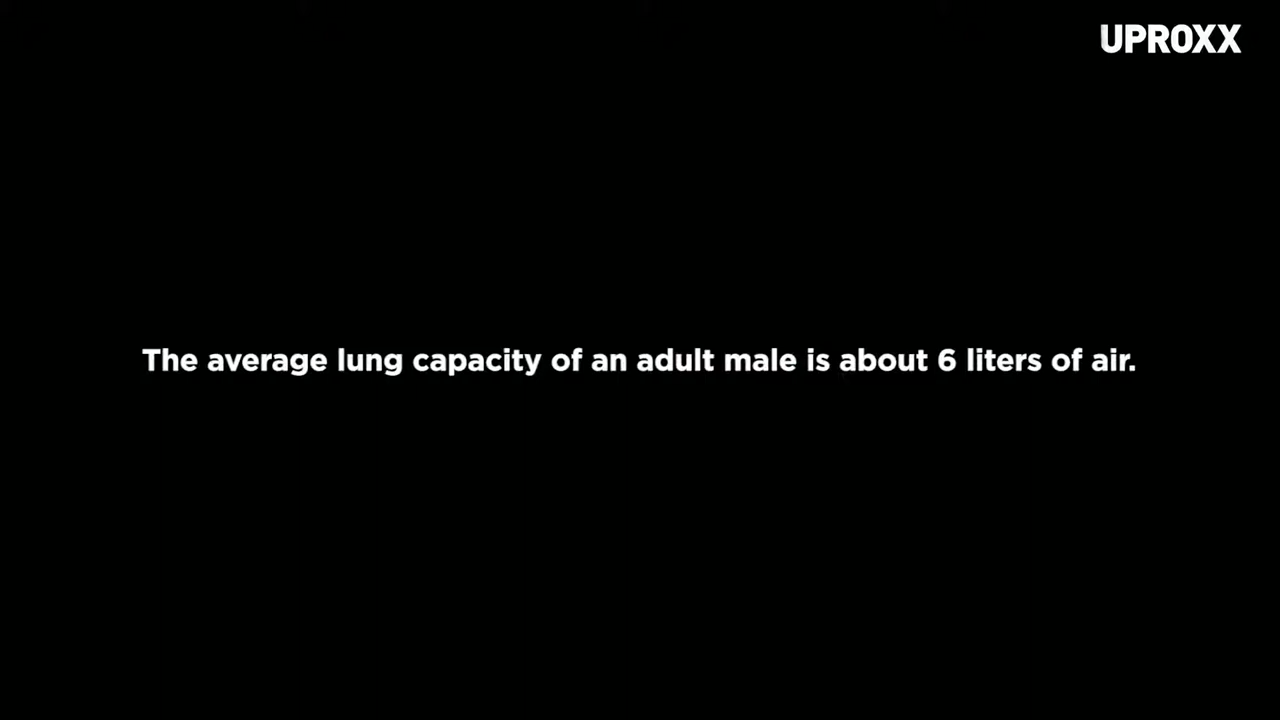 UPROXX
The average lung capacity of an adult male is about 6 liters of air.